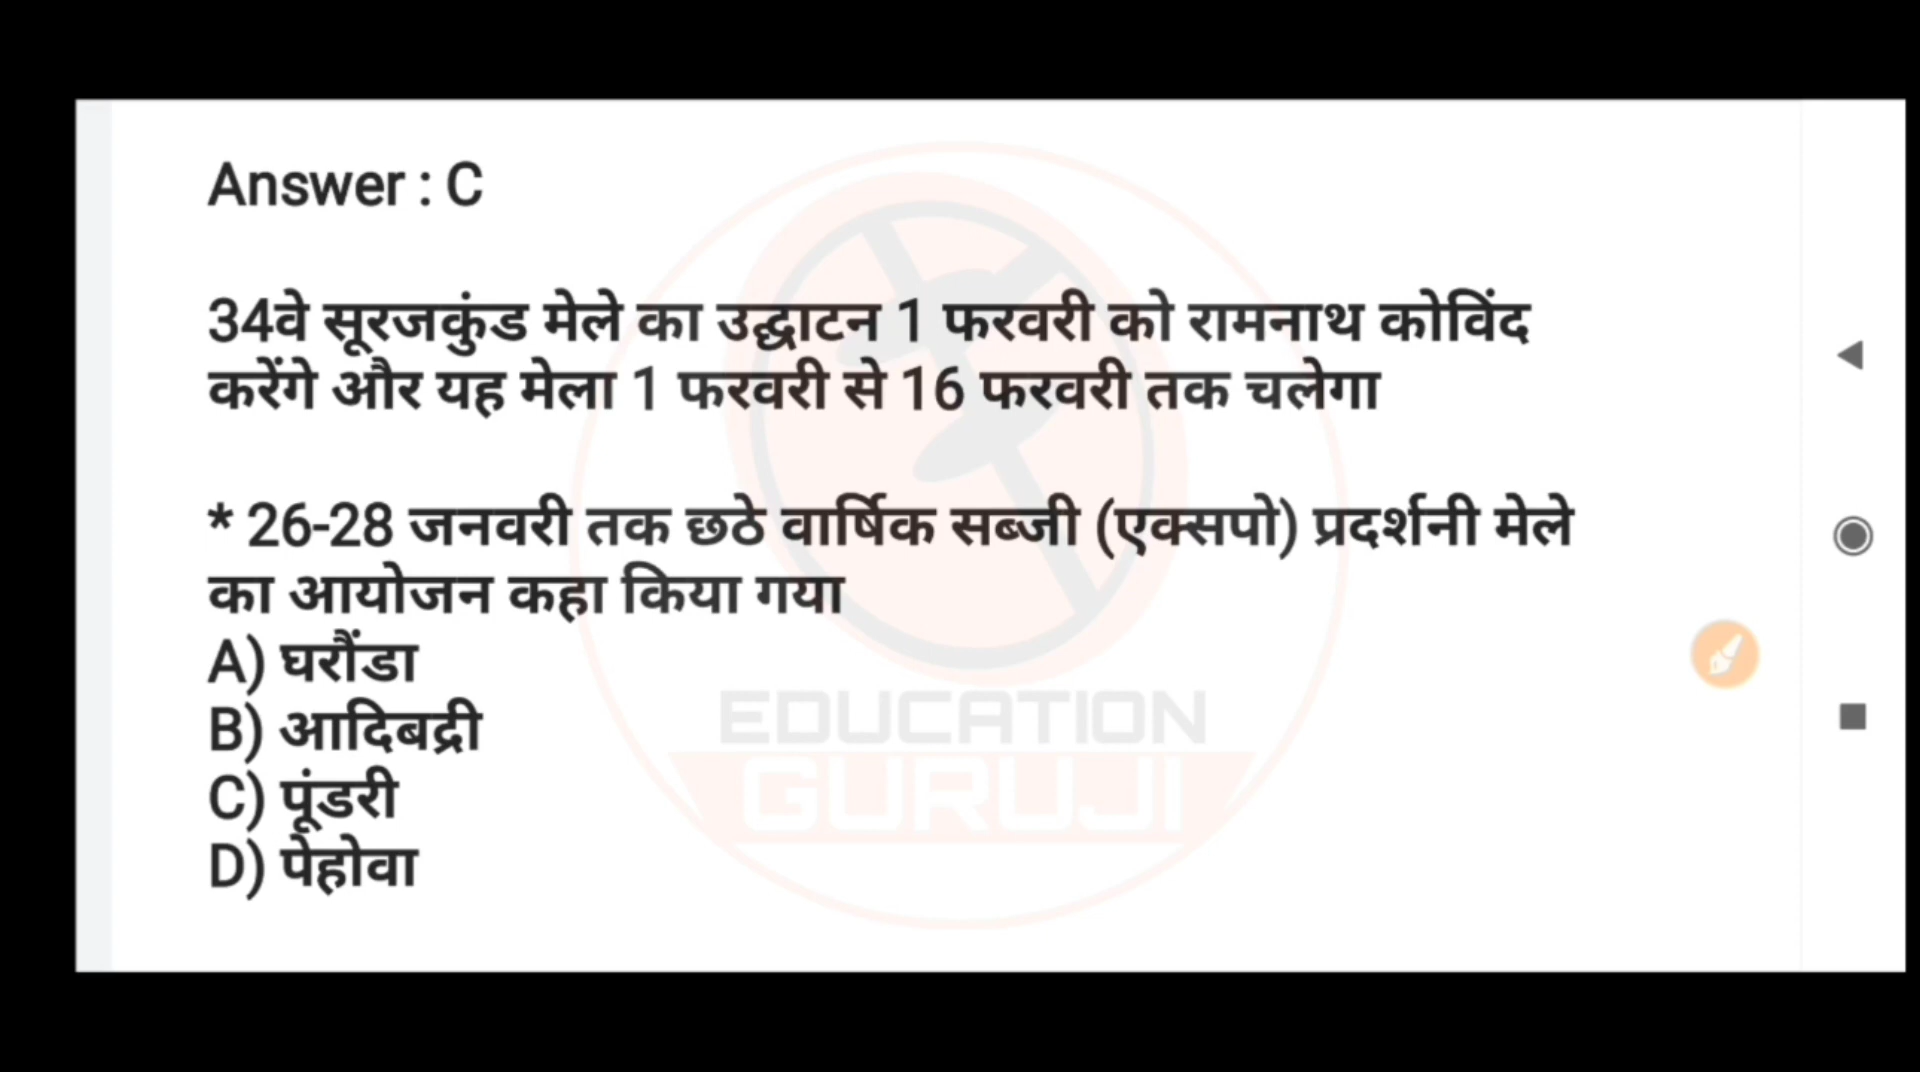 Answer : C
34वे सूरजकुंड मेले का उद्घाटन 1 फरवरी को रामनाथ कोविंद
करेंगे और यह मेला 1 फरवरी से 16 फरवरी तक चलेगा
* 26-28 जनवरी तक छठे वार्षिक सब्जी (एक्सपो) प्रदर्शनी मेले
का आयोजन कहा किया गया
A) घरौंडा
B) आदिबद्री
C) पूंडरी
D) पेहोवा
EDUCATION
GURUJI